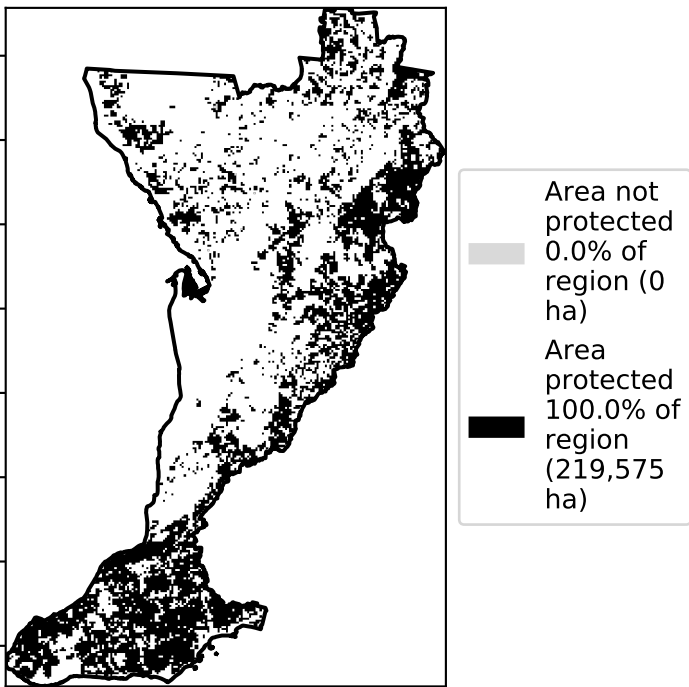 Area not
protected
0.0% of
region (0
ha)
Area
protected
100.0% of
region
(219,575
ha)